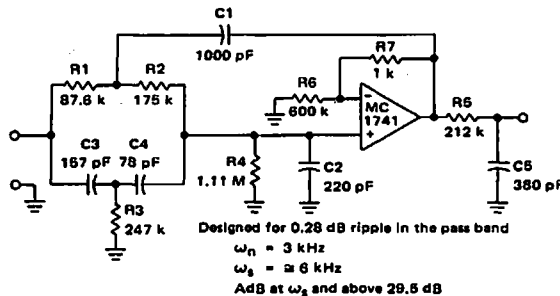 C1
1000 pF
R1
87.6 k
R2
175 k
R7
1 k
R6
600 k
MC
1741
−
+
R5
212 k
C3
157 pF
C4
78 pF
R4
1.11 M
C2
220 pF
C5
380 pF
R3
247 k
Designed for 0.28 dB ripple in the pass band
ωn = 3 kHz
ωs = ≅ 6 kHz
AdB at ωs and above 29.5 dB